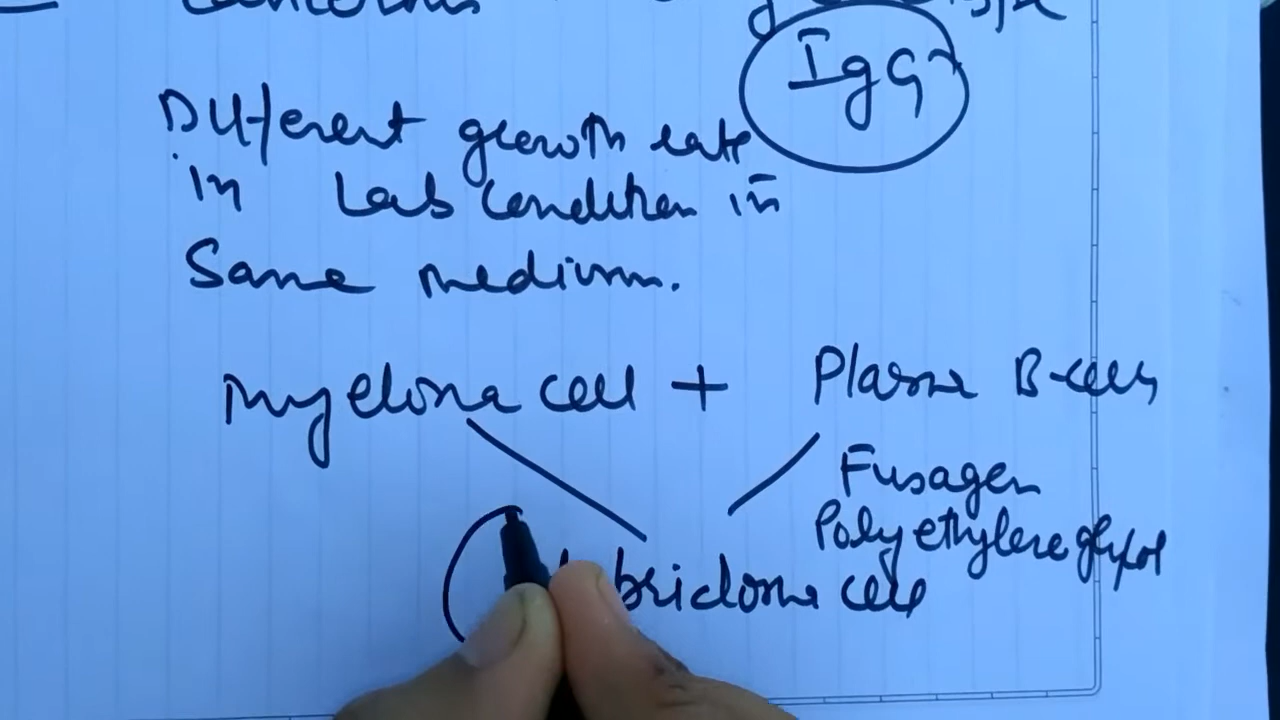 IgG
Different growth rate
in Lab Condition in
Same medium.
Myeloma cell + Plasma B-cells
Fusagen
Polyethylene glycol
bridoma cell